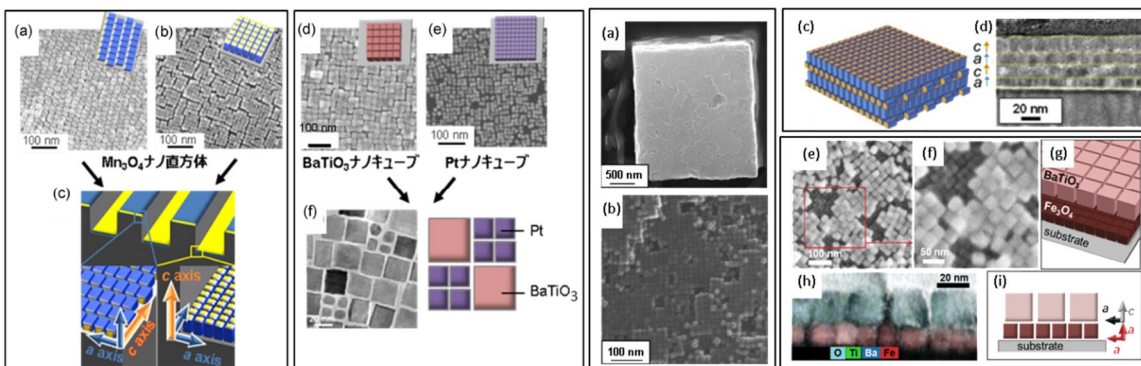 (a)
(b)
100 nm
100 nm
Mn₃O₄ナノ直方体
(c)
c axis
a axis
c axis
a axis
(d)
(e)
100 nm
100 nm
BaTiO₃ナノキューブ
Ptナノキューブ
(f)
Pt
BaTiO₃
(a)
500 nm
(b)
100 nm
(c)
c
a
c
a
(d)
20 nm
(e)
100 nm
(f)
50 nm
(g)
BaTiO₃
Fe₃O₄
substrate
(h)
20 nm
O Ti Ba Fe
(i)
a
c
a
a
substrate